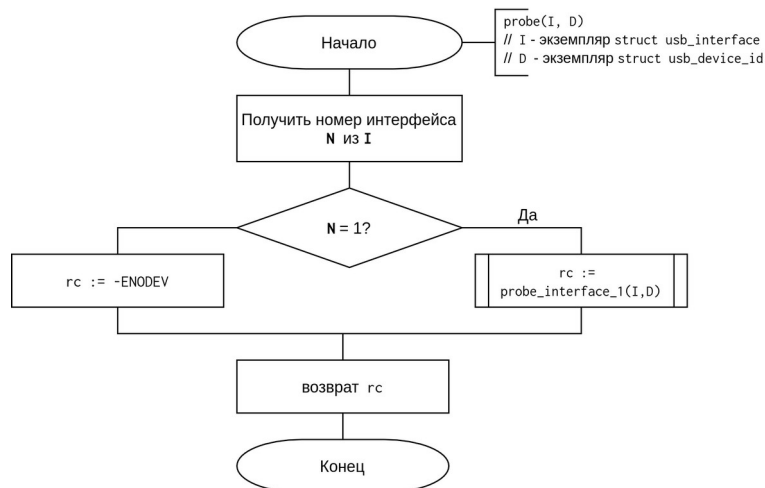 Начало
probe(I, D)
// I - экземпляр struct usb_interface
// D - экземпляр struct usb_device_id
Получить номер интерфейса
N из I
N = 1?
Да
rc := -ENODEV
rc :=
probe_interface_1(I,D)
возврат rc
Конец